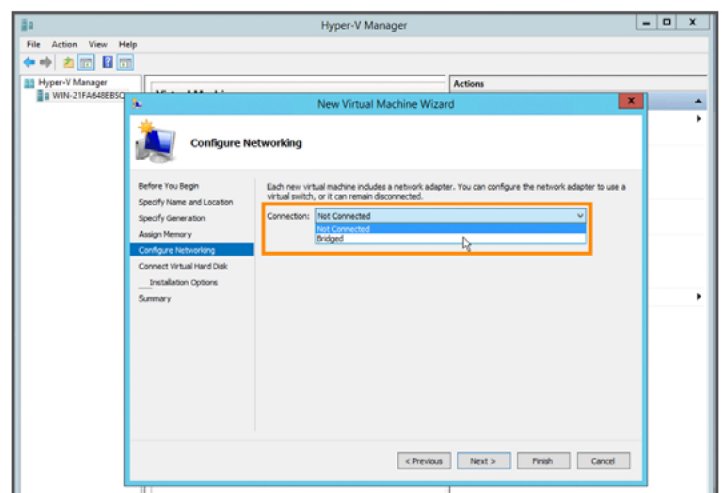 Hyper-V Manager
File Action View Help
Hyper-V Manager
Actions
New Virtual Machine Wizard
Configure Networking
Before You Begin
Specify Name and Location
Specify Generation
Assign Memory
Configure Networking
Connect Virtual Hard Disk
Installation Options
Summary
Each new virtual machine includes a network adapter. You can configure the network adapter to use a
virtual switch, or it can remain disconnected.
Connection: Not Connected
Not Connected
Bridged
< Previous Next > Finish Cancel